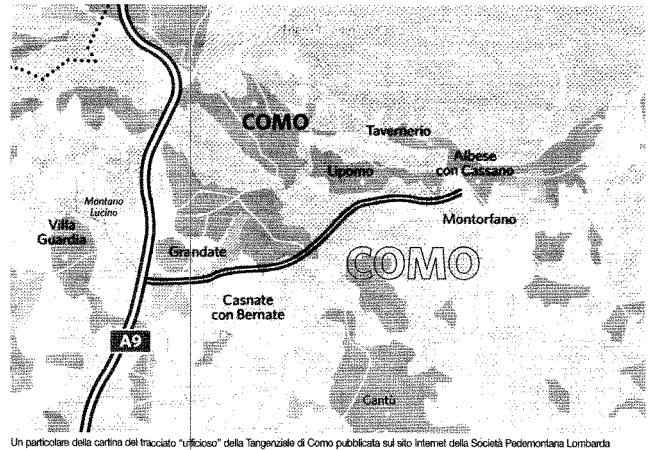 COMO
Tavernerio
Albese
con Cassano
Lipomo
Montano
Lucino
Villa
Guardia
Montorfano
Grandate
COMO
Casnate
con Bernate
A9
Cantù
Un particolare della cartina del tracciato "ufficioso" della Tangenziale di Como pubblicata sul sito Internet della Società Pedemontana Lombarda